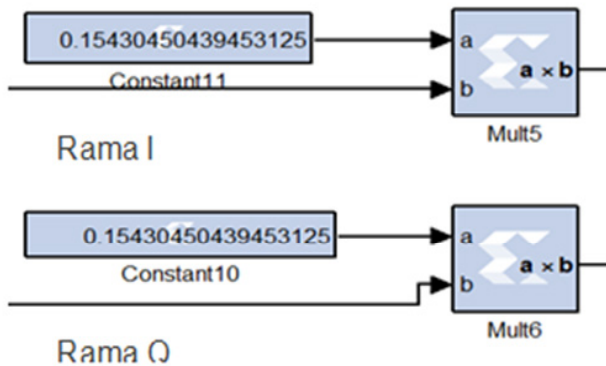 0.15430450439453125
Constant11
a
b
a × b
Mult5
Rama I
0.15430450439453125
Constant10
a
b
a × b
Mult6
Rama Q